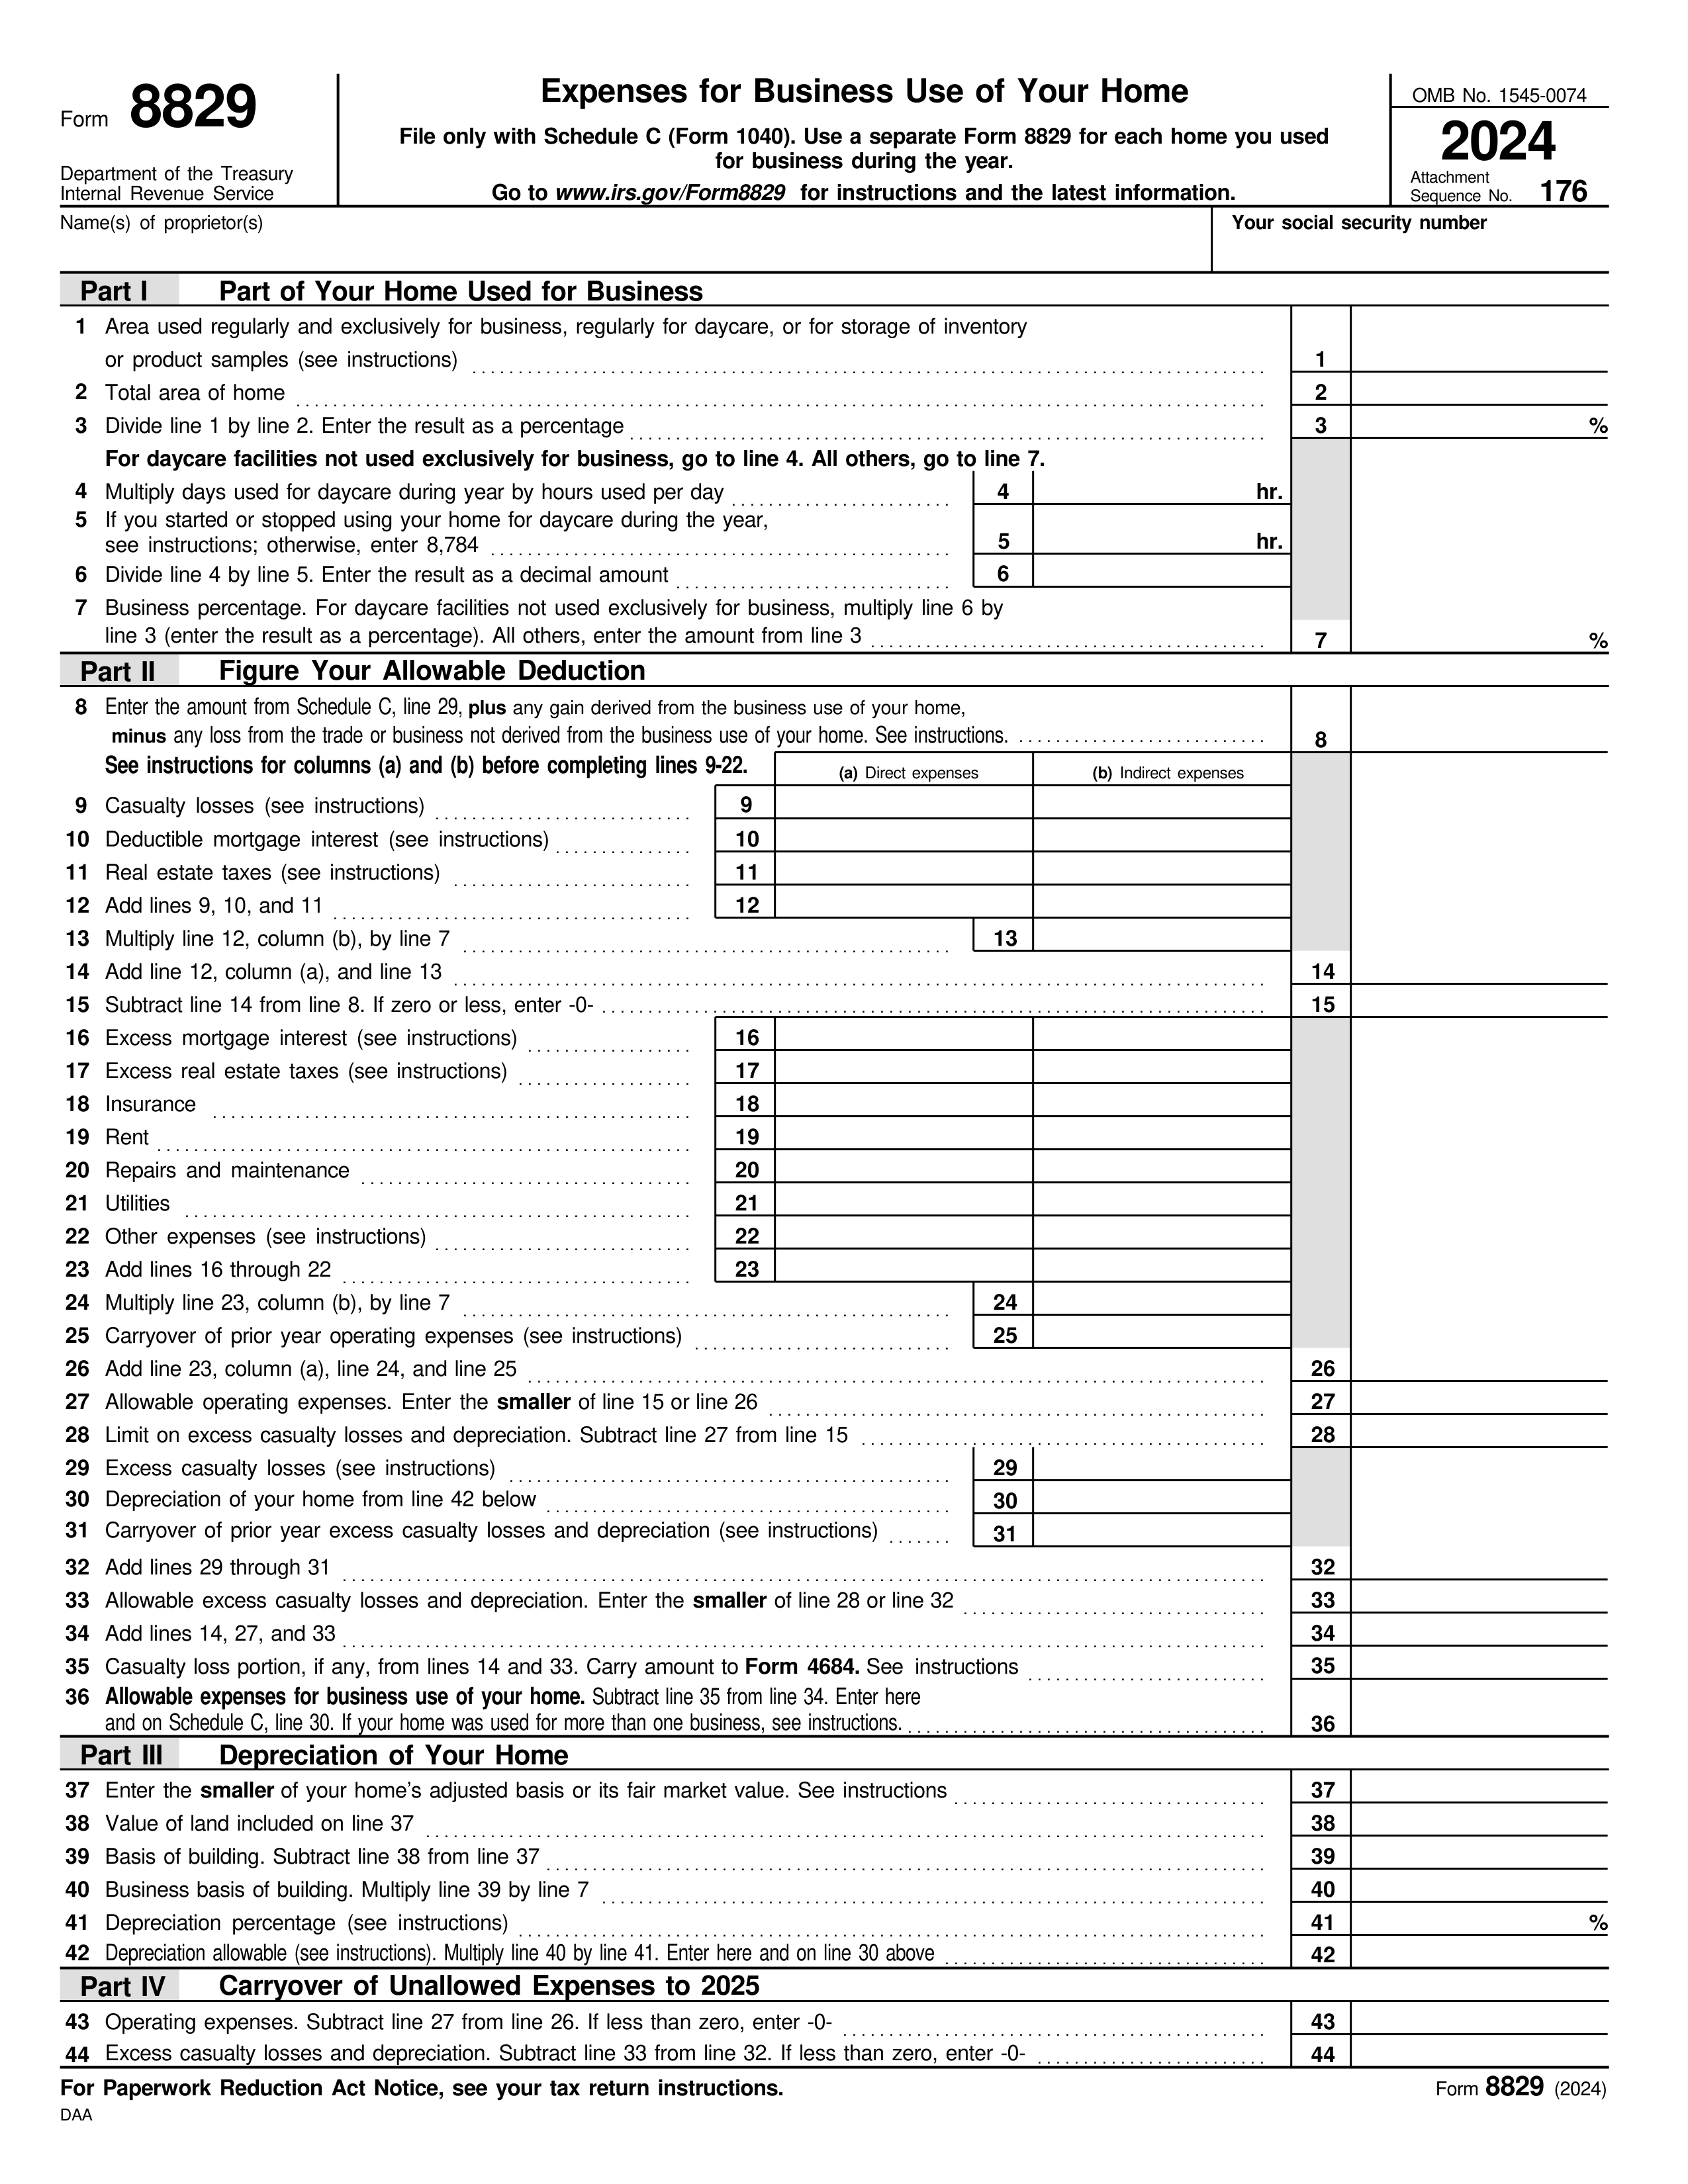 Form 8829
Department of the Treasury
Internal Revenue Service
Expenses for Business Use of Your Home
File only with Schedule C (Form 1040). Use a separate Form 8829 for each home you used
for business during the year.
Go to www.irs.gov/Form8829 for instructions and the latest information.
OMB No. 1545-0074
2024
Attachment
Sequence No. 176
Name(s) of proprietor(s)
Your social security number
Part I Part of Your Home Used for Business
1 Area used regularly and exclusively for business, regularly for daycare, or for storage of inventory
or product samples (see instructions) 1
2 Total area of home 2
3 Divide line 1 by line 2. Enter the result as a percentage 3 %
For daycare facilities not used exclusively for business, go to line 4. All others, go to line 7.
4 Multiply days used for daycare during year by hours used per day 4 hr.
5 If you started or stopped using your home for daycare during the year,
see instructions; otherwise, enter 8,784 5 hr.
6 Divide line 4 by line 5. Enter the result as a decimal amount 6
7 Business percentage. For daycare facilities not used exclusively for business, multiply line 6 by
line 3 (enter the result as a percentage). All others, enter the amount from line 3 7 %
Part II Figure Your Allowable Deduction
8 Enter the amount from Schedule C, line 29, plus any gain derived from the business use of your home,
minus any loss from the trade or business not derived from the business use of your home. See instructions. 8
See instructions for columns (a) and (b) before completing lines 9-22. (a) Direct expenses (b) Indirect expenses
9 Casualty losses (see instructions) 9
10 Deductible mortgage interest (see instructions) 10
11 Real estate taxes (see instructions) 11
12 Add lines 9, 10, and 11 12
13 Multiply line 12, column (b), by line 7 13
14 Add line 12, column (a), and line 13 14
15 Subtract line 14 from line 8. If zero or less, enter -0- 15
16 Excess mortgage interest (see instructions) 16
17 Excess real estate taxes (see instructions) 17
18 Insurance 18
19 Rent 19
20 Repairs and maintenance 20
21 Utilities 21
22 Other expenses (see instructions) 22
23 Add lines 16 through 22 23
24 Multiply line 23, column (b), by line 7 24
25 Carryover of prior year operating expenses (see instructions) 25
26 Add line 23, column (a), line 24, and line 25 26
27 Allowable operating expenses. Enter the smaller of line 15 or line 26 27
28 Limit on excess casualty losses and depreciation. Subtract line 27 from line 15 28
29 Excess casualty losses (see instructions) 29
30 Depreciation of your home from line 42 below 30
31 Carryover of prior year excess casualty losses and depreciation (see instructions) 31
32 Add lines 29 through 31 32
33 Allowable excess casualty losses and depreciation. Enter the smaller of line 28 or line 32 33
34 Add lines 14, 27, and 33 34
35 Casualty loss portion, if any, from lines 14 and 33. Carry amount to Form 4684. See instructions 35
36 Allowable expenses for business use of your home. Subtract line 35 from line 34. Enter here
and on Schedule C, line 30. If your home was used for more than one business, see instructions. 36
Part III Depreciation of Your Home
37 Enter the smaller of your home's adjusted basis or its fair market value. See instructions 37
38 Value of land included on line 37 38
39 Basis of building. Subtract line 38 from line 37 39
40 Business basis of building. Multiply line 39 by line 7 40
41 Depreciation percentage (see instructions) 41 %
42 Depreciation allowable (see instructions). Multiply line 40 by line 41. Enter here and on line 30 above 42
Part IV Carryover of Unallowed Expenses to 2025
43 Operating expenses. Subtract line 27 from line 26. If less than zero, enter -0- 43
44 Excess casualty losses and depreciation. Subtract line 33 from line 32. If less than zero, enter -0- 44
For Paperwork Reduction Act Notice, see your tax return instructions. Form 8829 (2024)
DAA